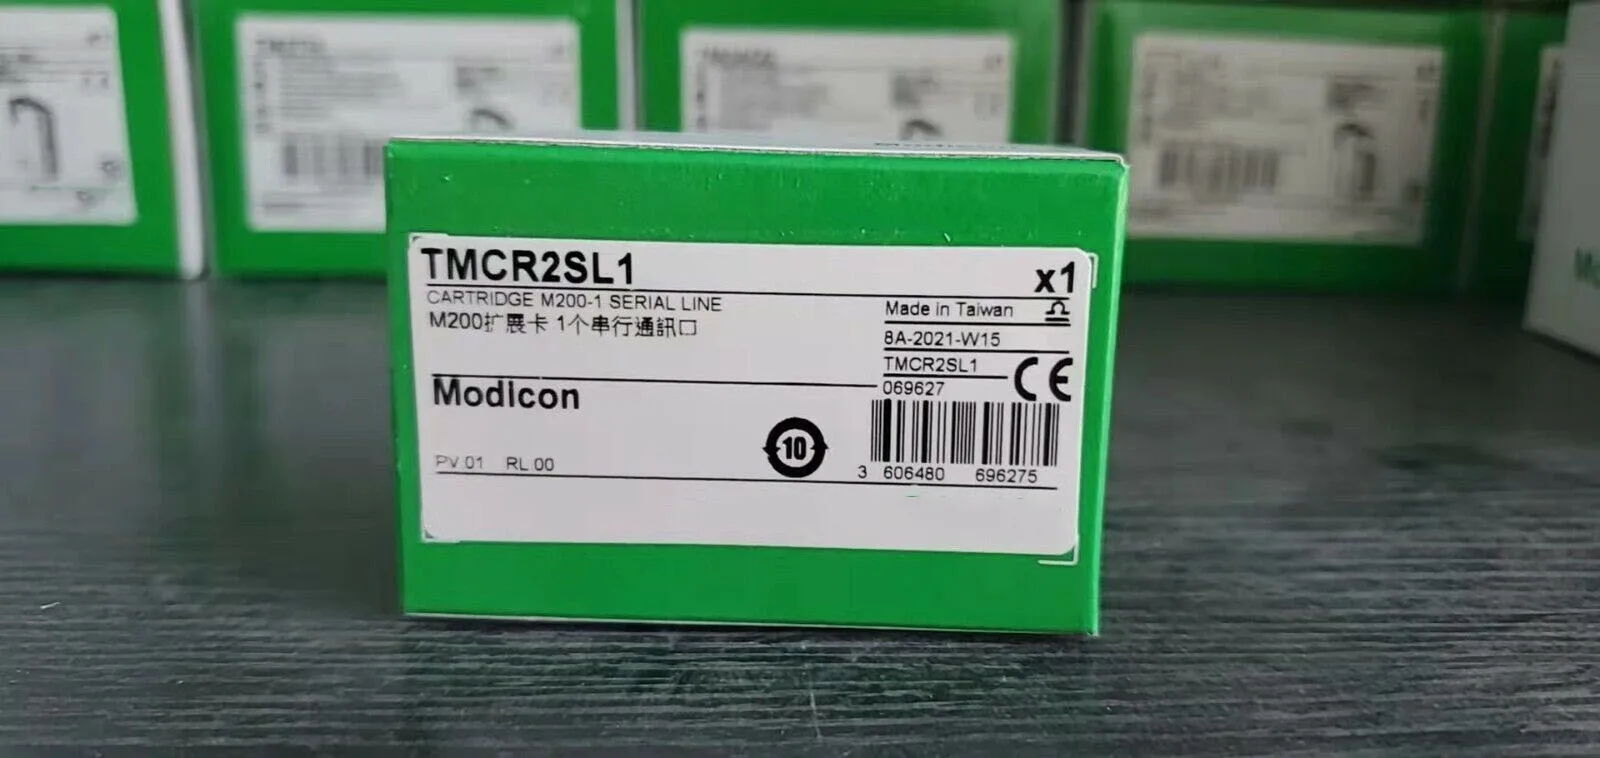 TMCR2SL1
x1
CARTRIDGE M200-1 SERIAL LINE
M200扩展卡 1个串行通訊口
Made in Taiwan
8A-2021-W15
TMCR2SL1
069627
CE
Modicon
10
3 606480 696275
PV.01 RL.00